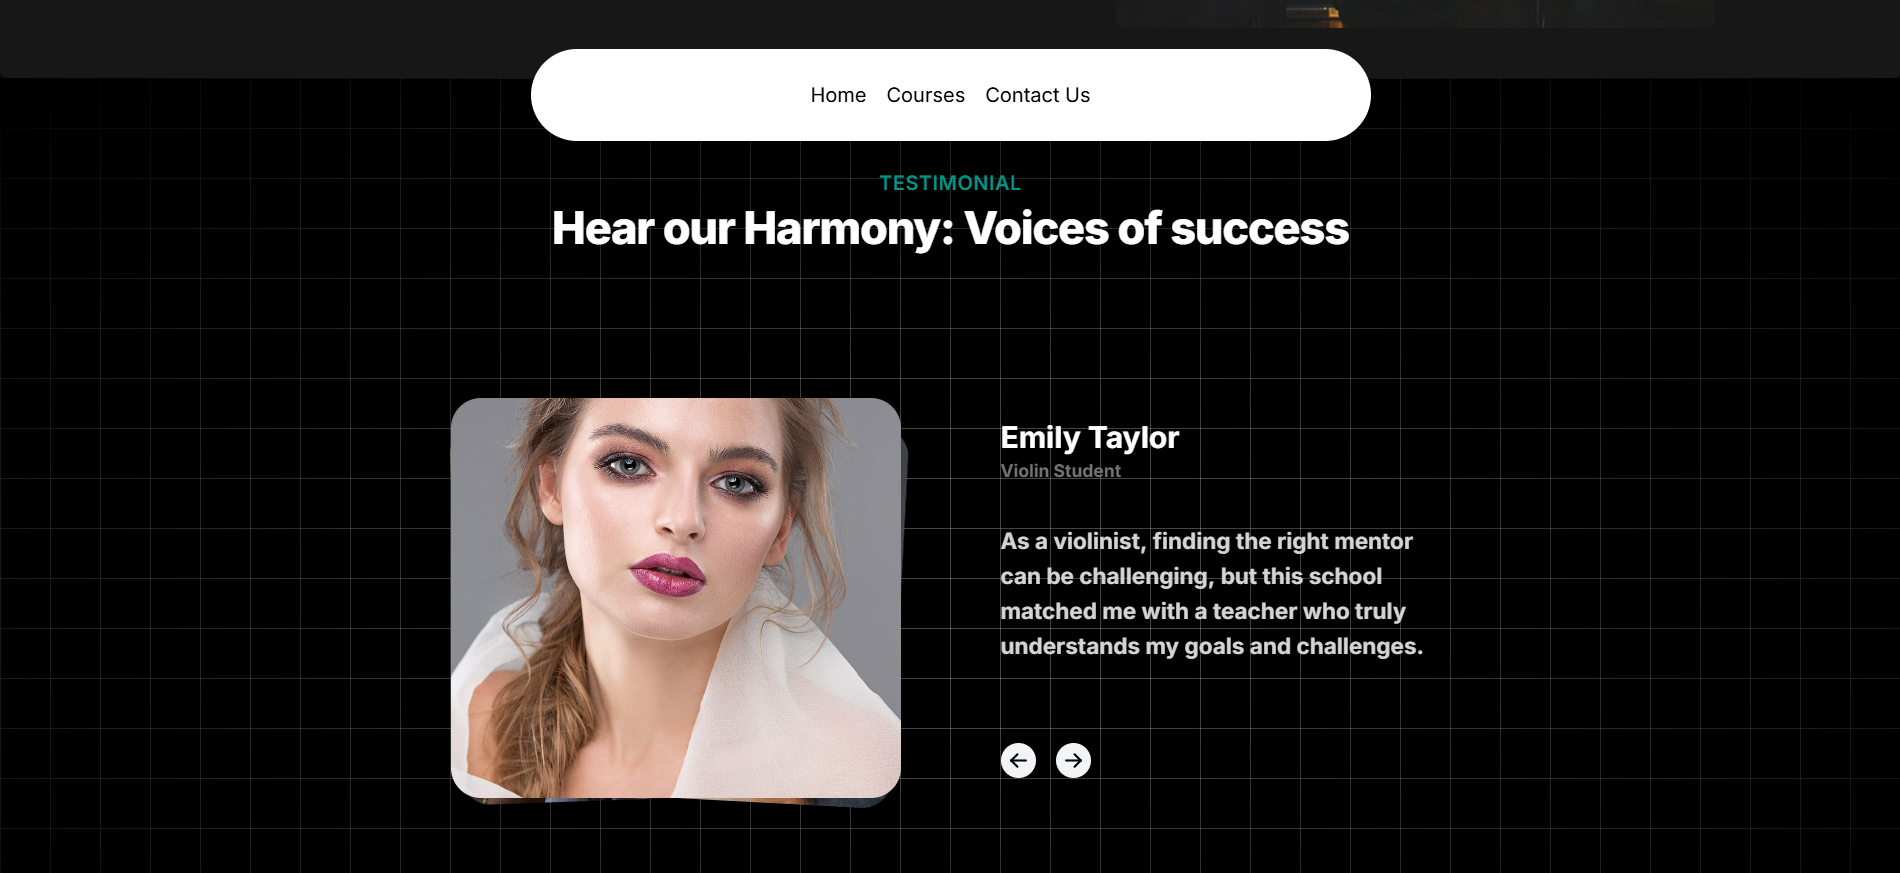 Home Courses Contact Us
TESTIMONIAL
Hear our Harmony: Voices of success
Emily Taylor
Violin Student
As a violinist, finding the right mentor
can be challenging, but this school
matched me with a teacher who truly
understands my goals and challenges.